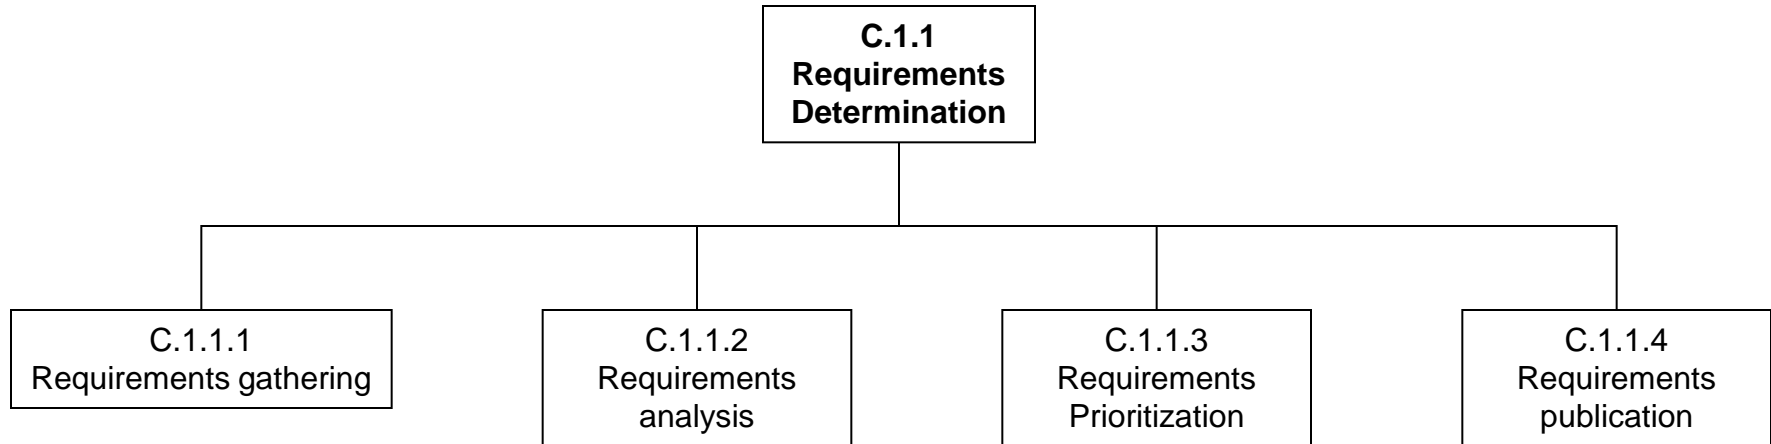 C.1.1
Requirements
Determination
C.1.1.1
Requirements gathering
C.1.1.2
Requirements
analysis
C.1.1.3
Requirements
Prioritization
C.1.1.4
Requirements
publication